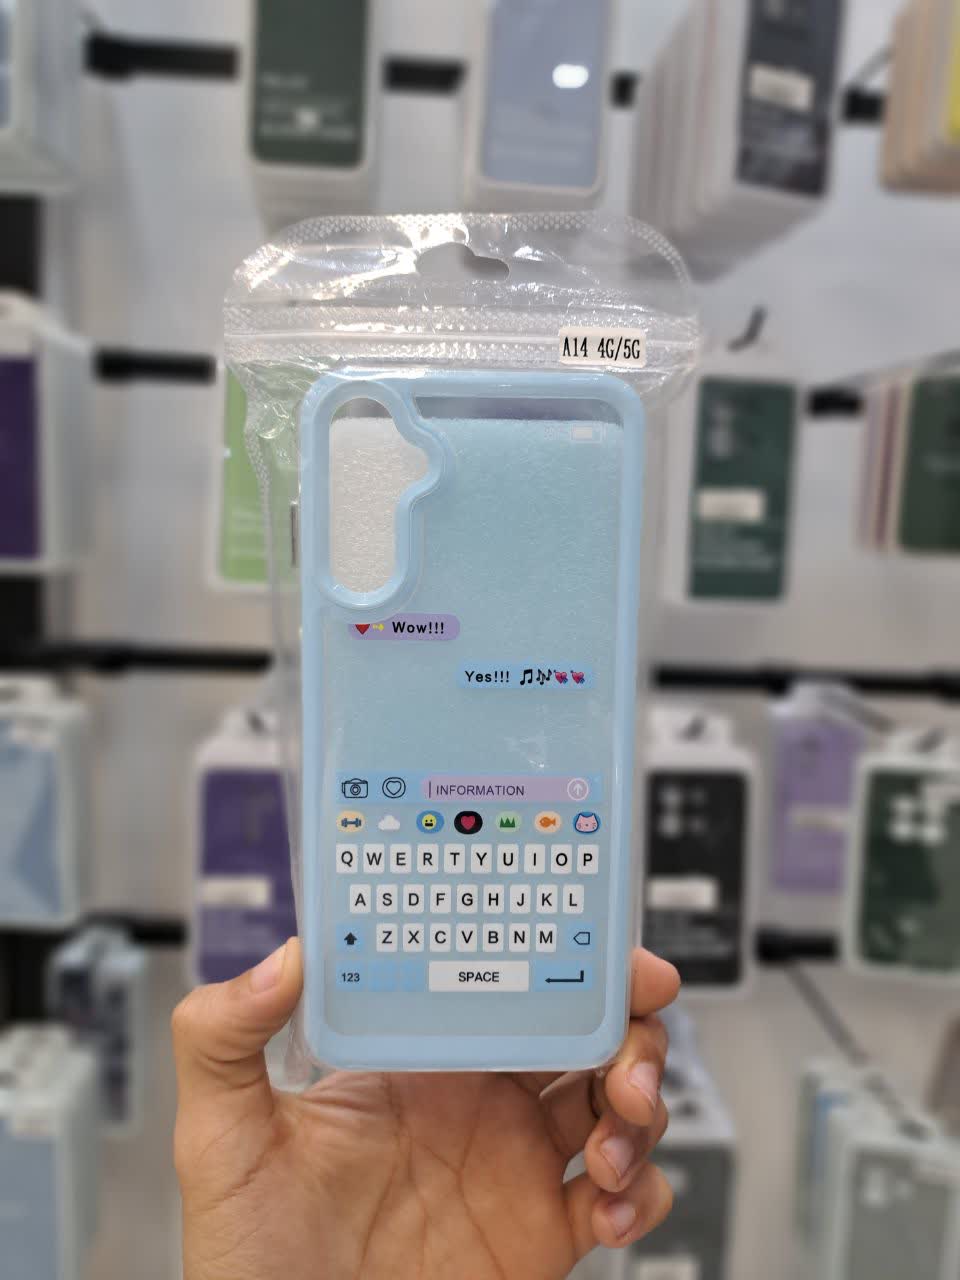 A14 4G/5G
Wow!!!
Yes!!!
INFORMATION
Q W E R T Y U I O P
A S D F G H J K L
Z X C V B N M
123 SPACE